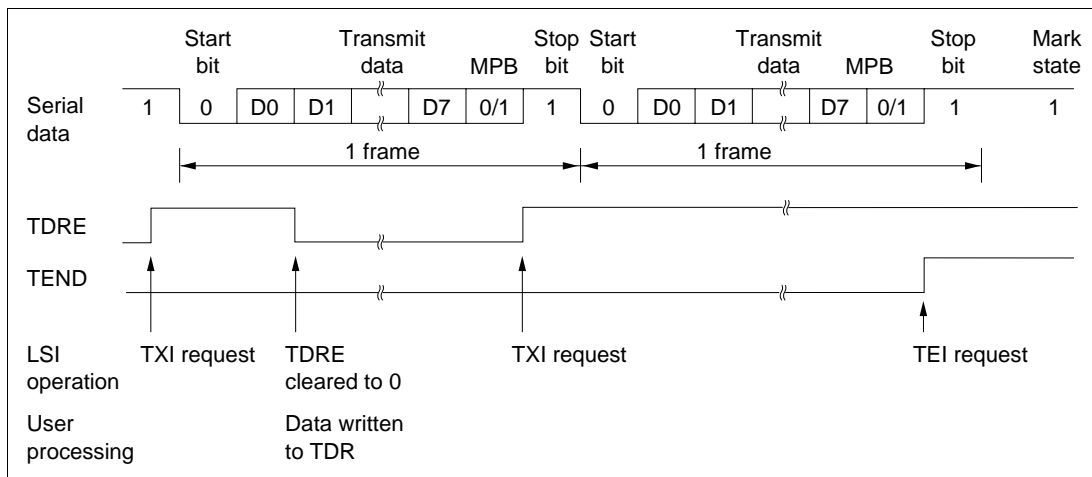 Start bit Transmit data MPB Stop bit Start bit Transmit data MPB Stop bit Mark state
Serial data 1 0 D0 D1 D7 0/1 1 0 D0 D1 D7 0/1 1 1
1 frame 1 frame
TDRE
TEND
LSI operation TXI request TDRE cleared to 0 TXI request TEI request
User processing Data written to TDR